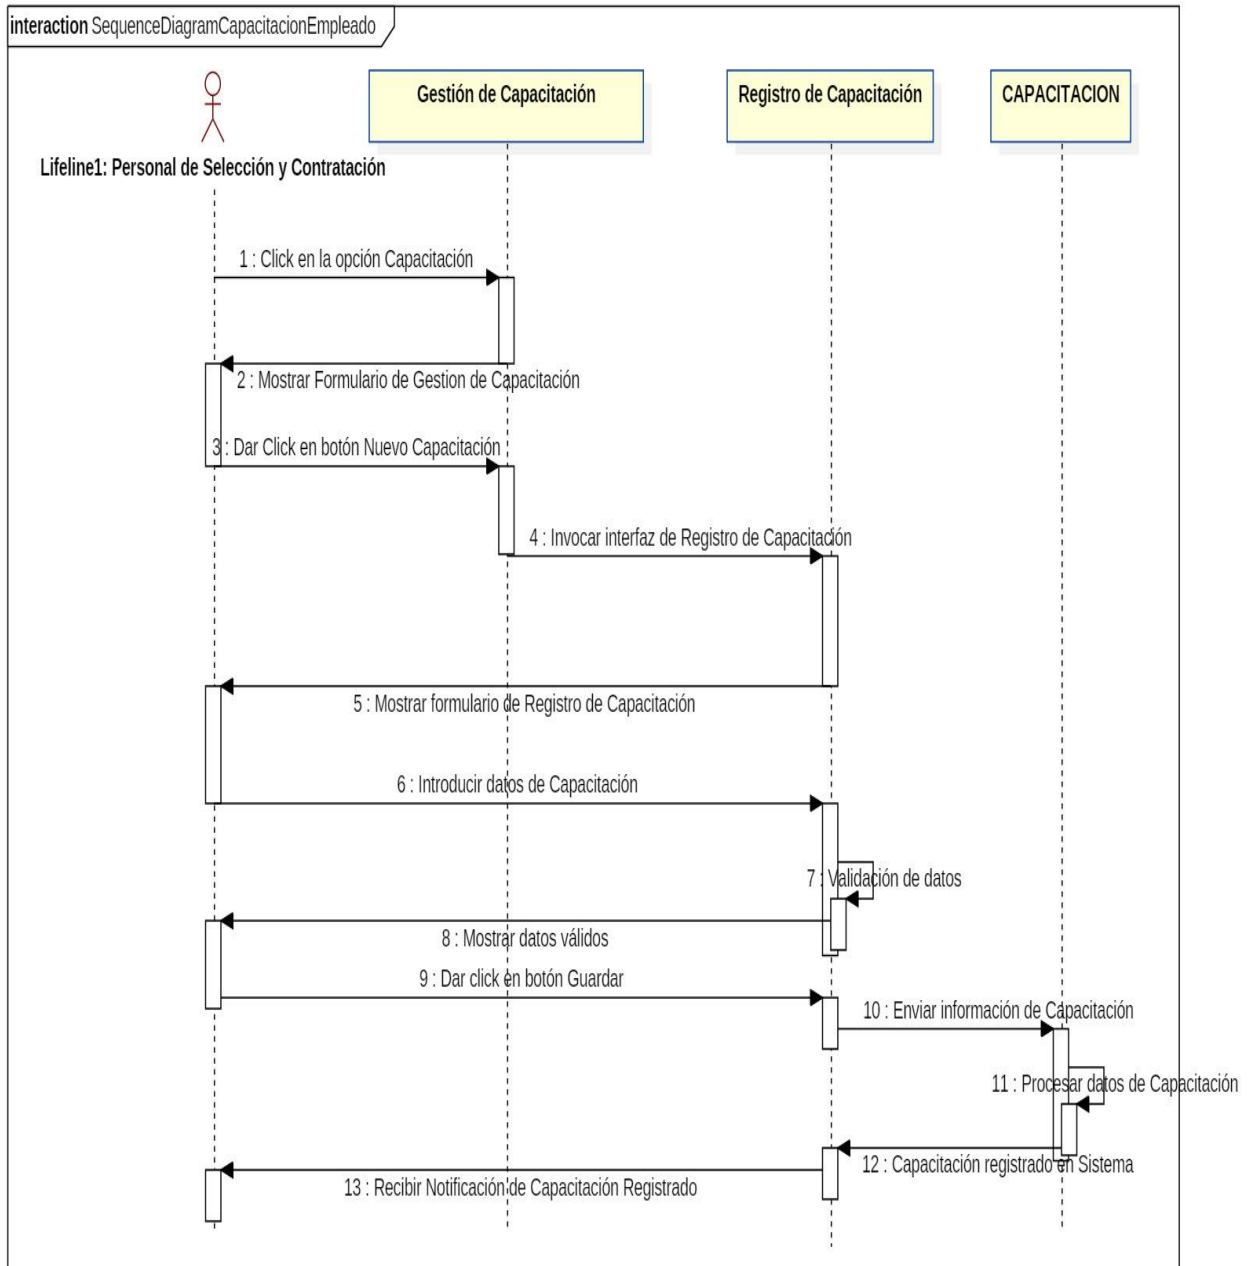 interaction SequenceDiagramCapacitacionEmpleado
Gestión de Capacitación
Registro de Capacitación
CAPACITACION
Lifeline1: Personal de Selección y Contratación
1 : Click en la opción Capacitación
2 : Mostrar Formulario de Gestion de Capacitación
3 : Dar Click en botón Nuevo Capacitación
4 : Invocar interfaz de Registro de Capacitación
5 : Mostrar formulario de Registro de Capacitación
6 : Introducir datos de Capacitación
7 : Validación de datos
8 : Mostrar datos válidos
9 : Dar click en botón Guardar
10 : Enviar información de Capacitación
11 : Procesar datos de Capacitación
12 : Capacitación registrado en Sistema
13 : Recibir Notificación de Capacitación Registrado